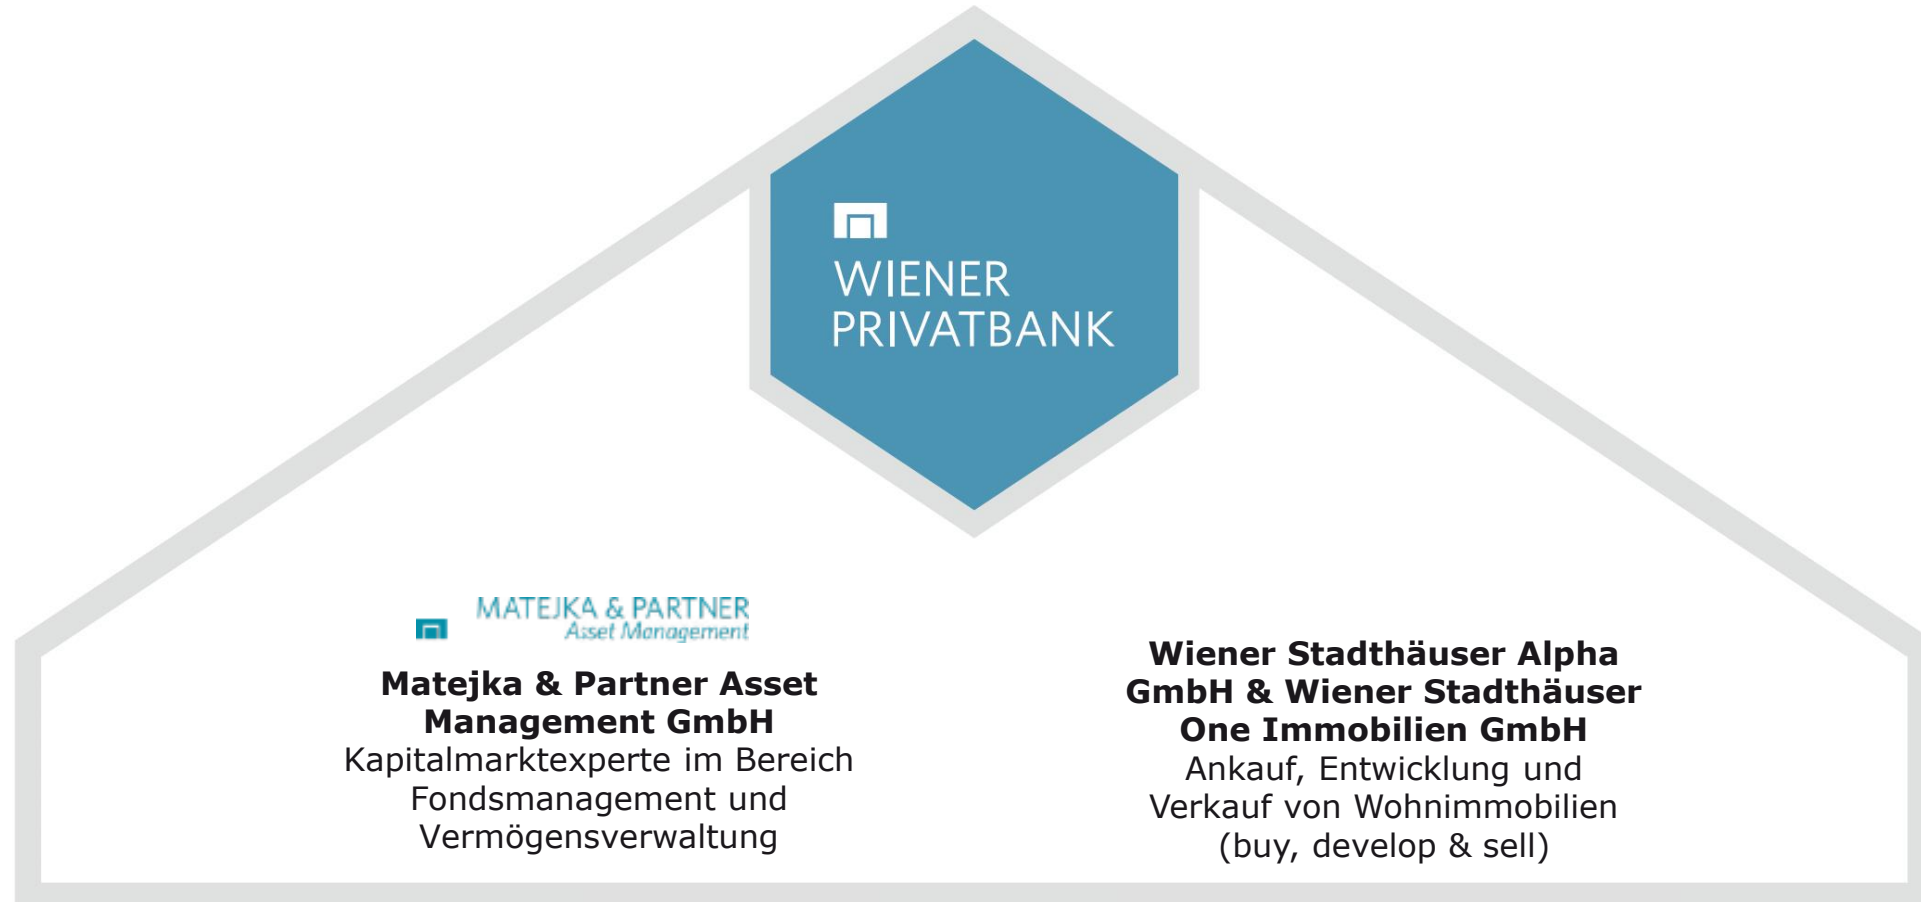 WIENER
PRIVATBANK
MATEJKA & PARTNER
Asset Management
Matejka & Partner Asset
Management GmbH
Kapitalmarktexperte im Bereich
Fondsmanagement und
Vermögensverwaltung
Wiener Stadthäuser Alpha
GmbH & Wiener Stadthäuser
One Immobilien GmbH
Ankauf, Entwicklung und
Verkauf von Wohnimmobilien
(buy, develop & sell)